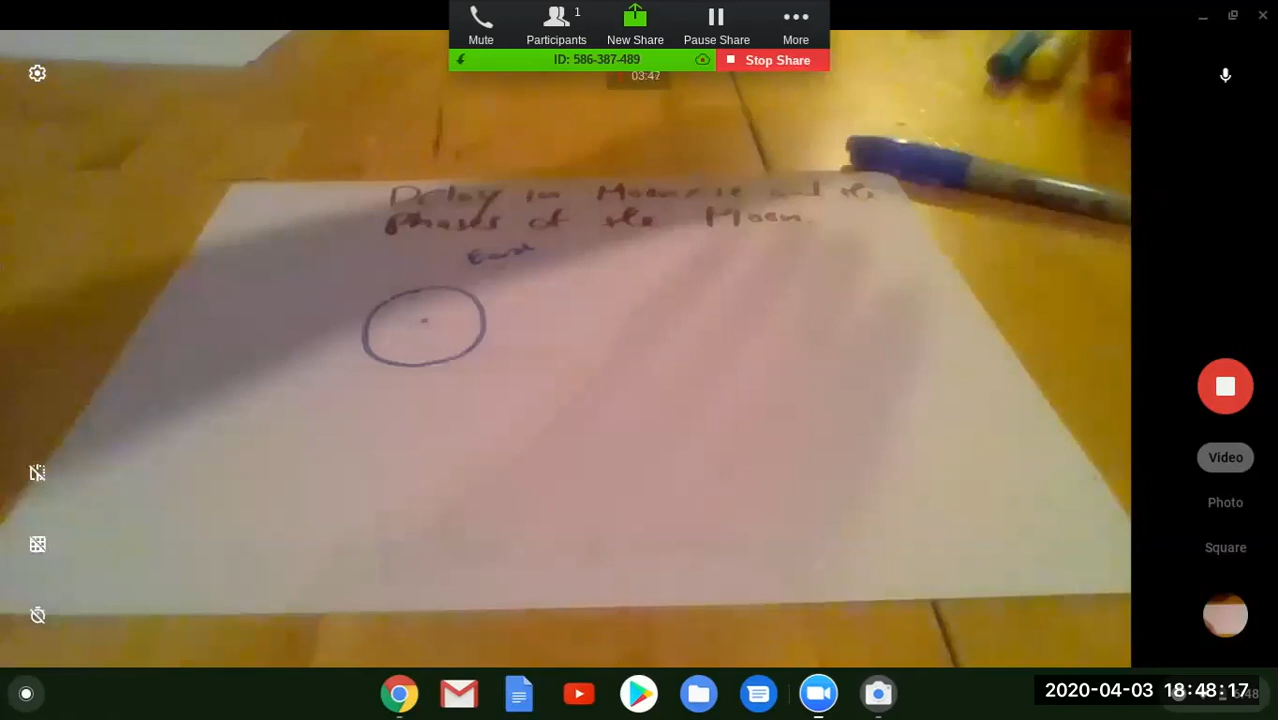 Mute
Participants
1
New Share
Pause Share
More
ID: 586-387-489
Stop Share
03:47
Delay in Moonrise and the
Phases of the Moon.
Earth
Video
Photo
Square
2020-04-03 18:48:17